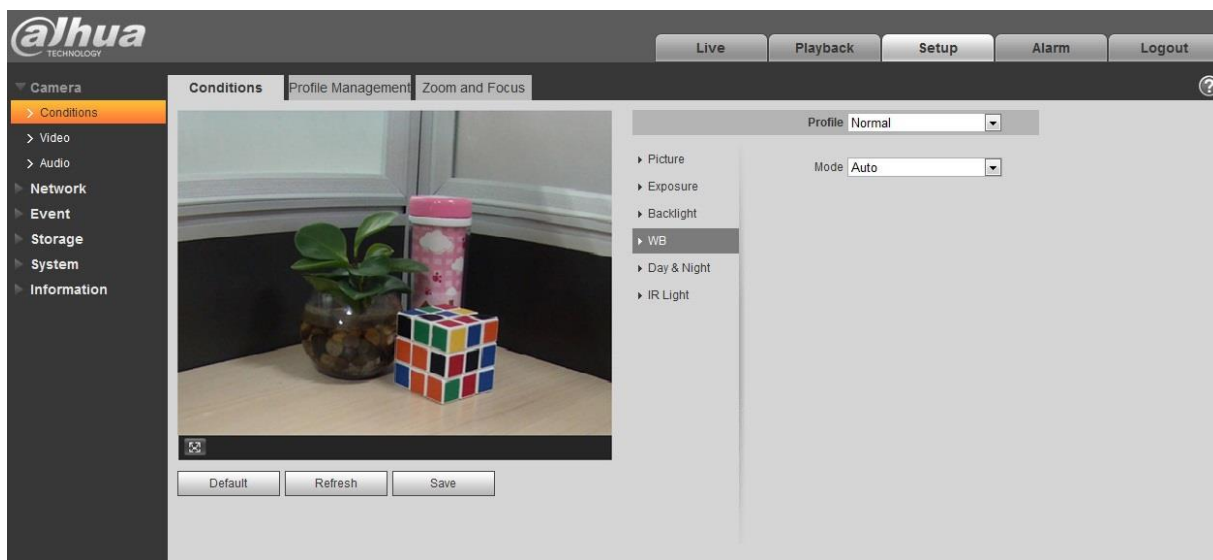 alhua
TECHNOLOGY
Live Playback Setup Alarm Logout
Camera
Conditions
Video
Audio
Network
Event
Storage
System
Information
Conditions Profile Management Zoom and Focus
?
Profile Normal
Picture
Exposure
Backlight
WB
Day & Night
IR Light
Mode Auto
Default Refresh Save